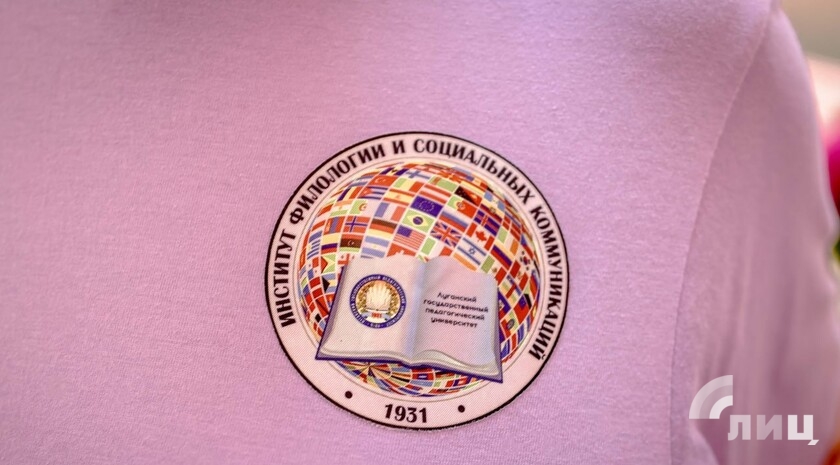 ИНСТИТУТ ФИЛОЛОГИИ И СОЦИАЛЬНЫХ КОММУНИКАЦИЙ
Луганский
государственный
педагогический
университет
1931
ЛИЦ